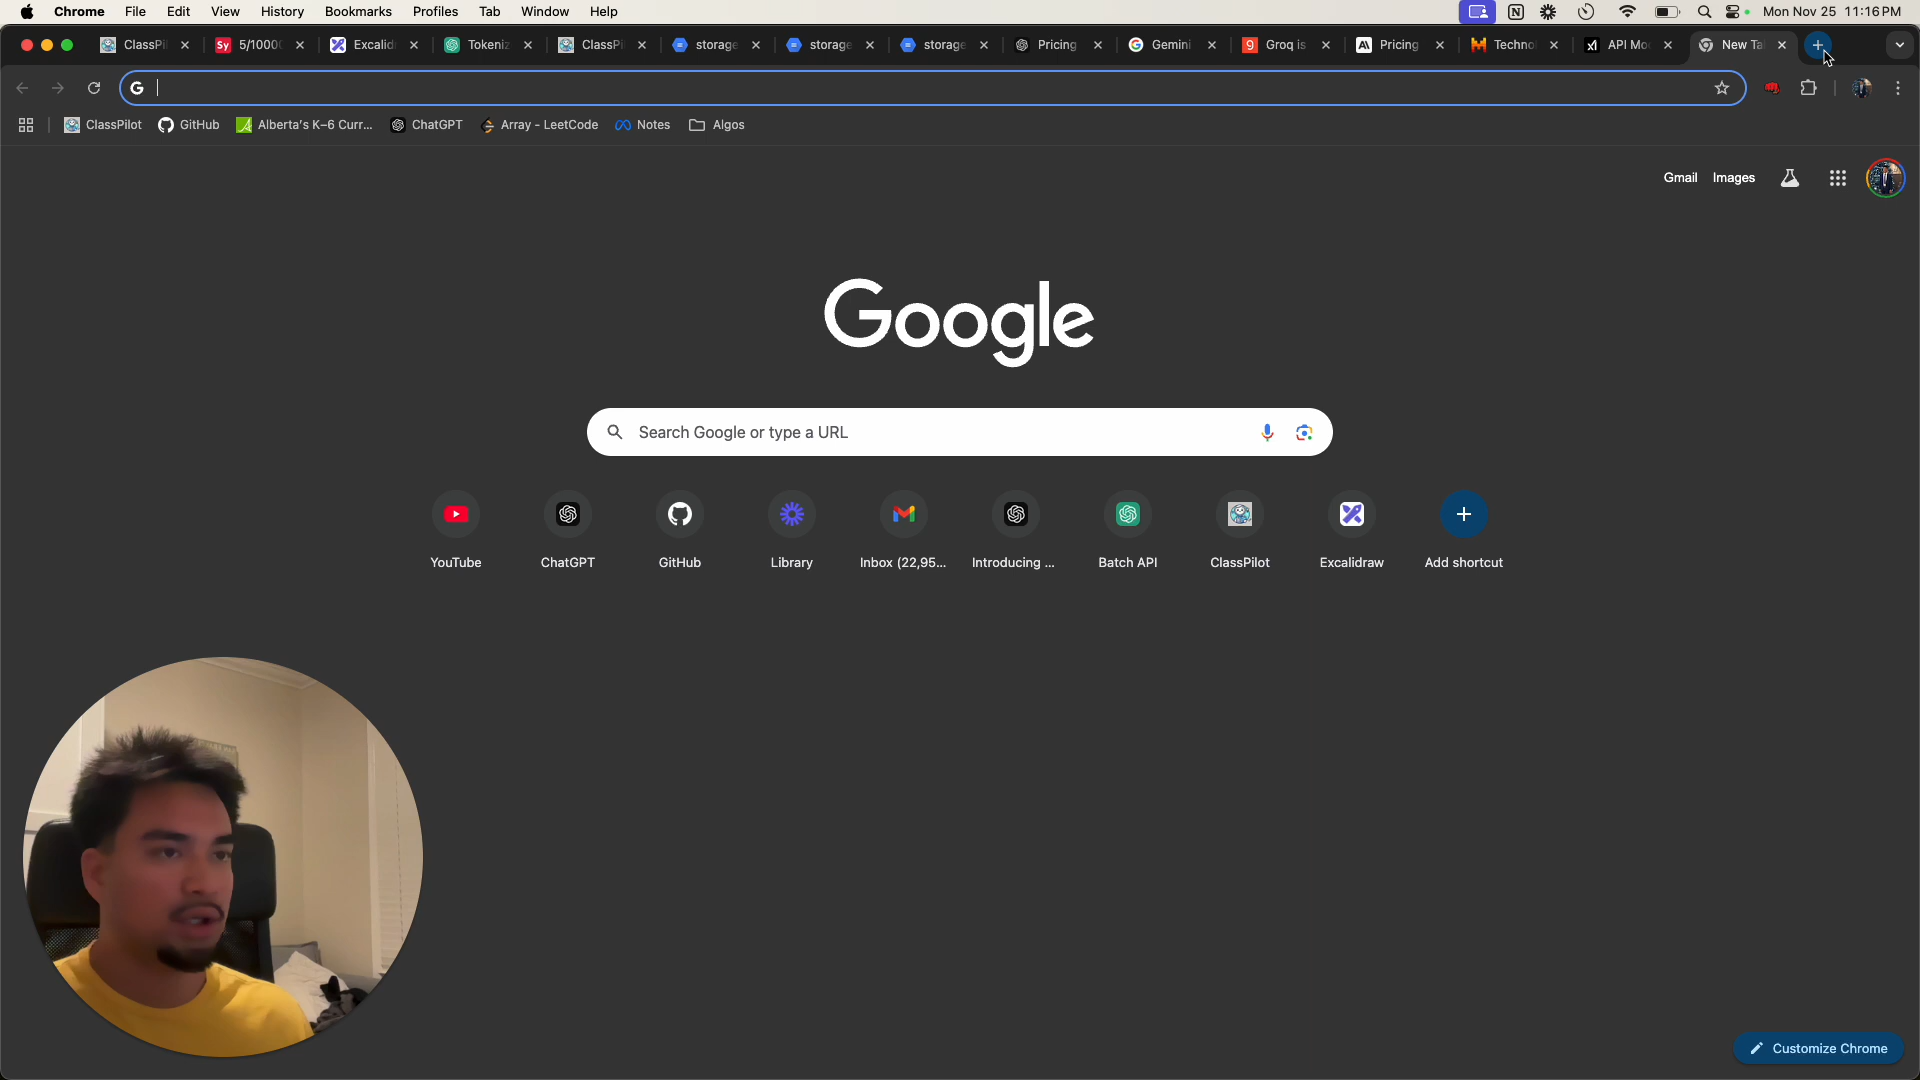 Chrome File Edit View History Bookmarks Profiles Tab Window Help Mon Nov 25 11:16 PM
ClassPil 5/1000 Excalid Tokeniz ClassPil storage storage storage Pricing Gemini Groq is Pricing Technol API Mo New Ta
ClassPilot GitHub Alberta's K–6 Curr... ChatGPT Array - LeetCode Notes Algos
Gmail Images
Google
Search Google or type a URL
YouTube ChatGPT GitHub Library Inbox (22,95... Introducing ... Batch API ClassPilot Excalidraw Add shortcut
Customize Chrome